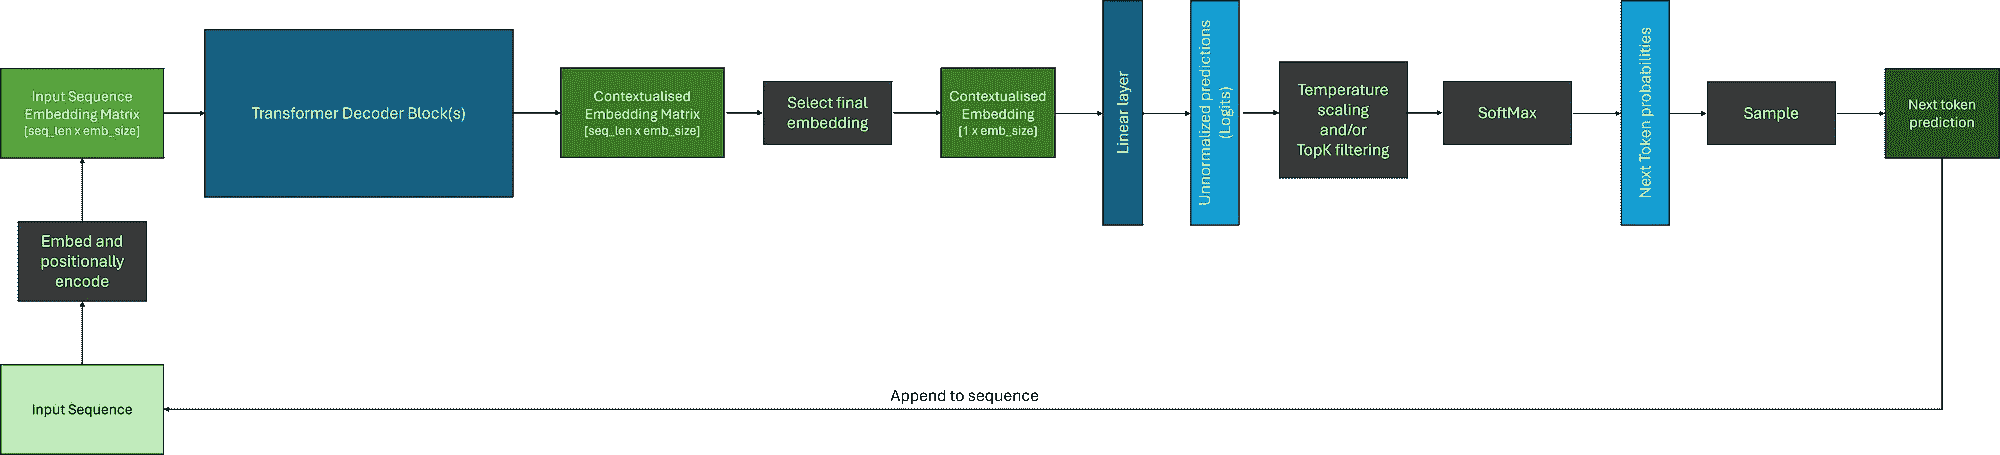 Input Sequence
Embedding Matrix
[seq_len x emb_size]
Transformer Decoder Block(s)
Contextualised
Embedding Matrix
[seq_len x emb_size]
Select final
embedding
Contextualised
Embedding
[1 x emb_size]
Linear layer
Unnormalized predictions
(Logits)
Temperature
scaling
and/or
TopK filtering
SoftMax
Next Token probabilities
Sample
Next token
prediction
Embed and
positionally
encode
Input Sequence
Append to sequence